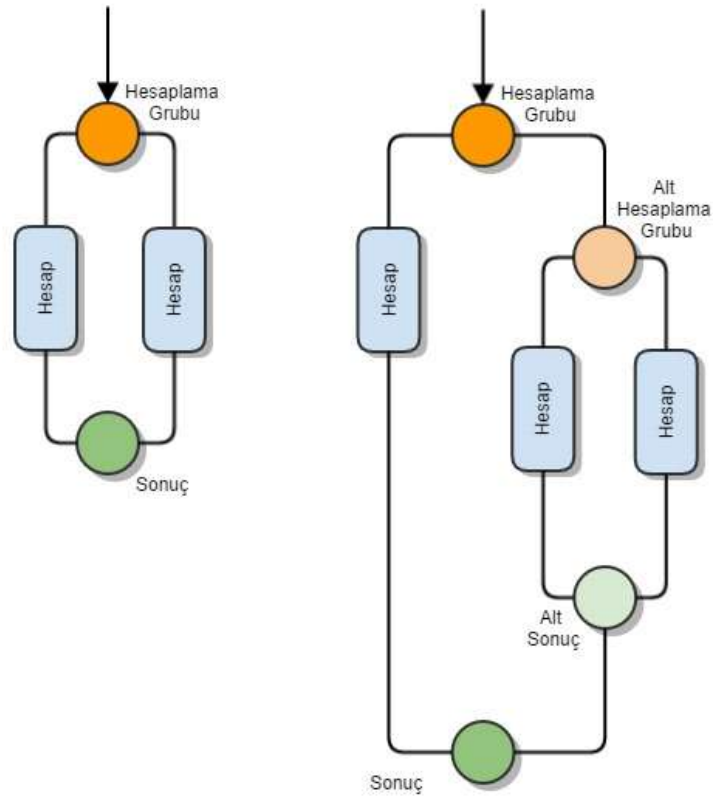 Hesaplama
Grubu
Hesap
Hesap
Sonuç
Hesaplama
Grubu
Alt
Hesaplama
Grubu
Hesap
Hesap
Hesap
Alt
Sonuç
Sonuç